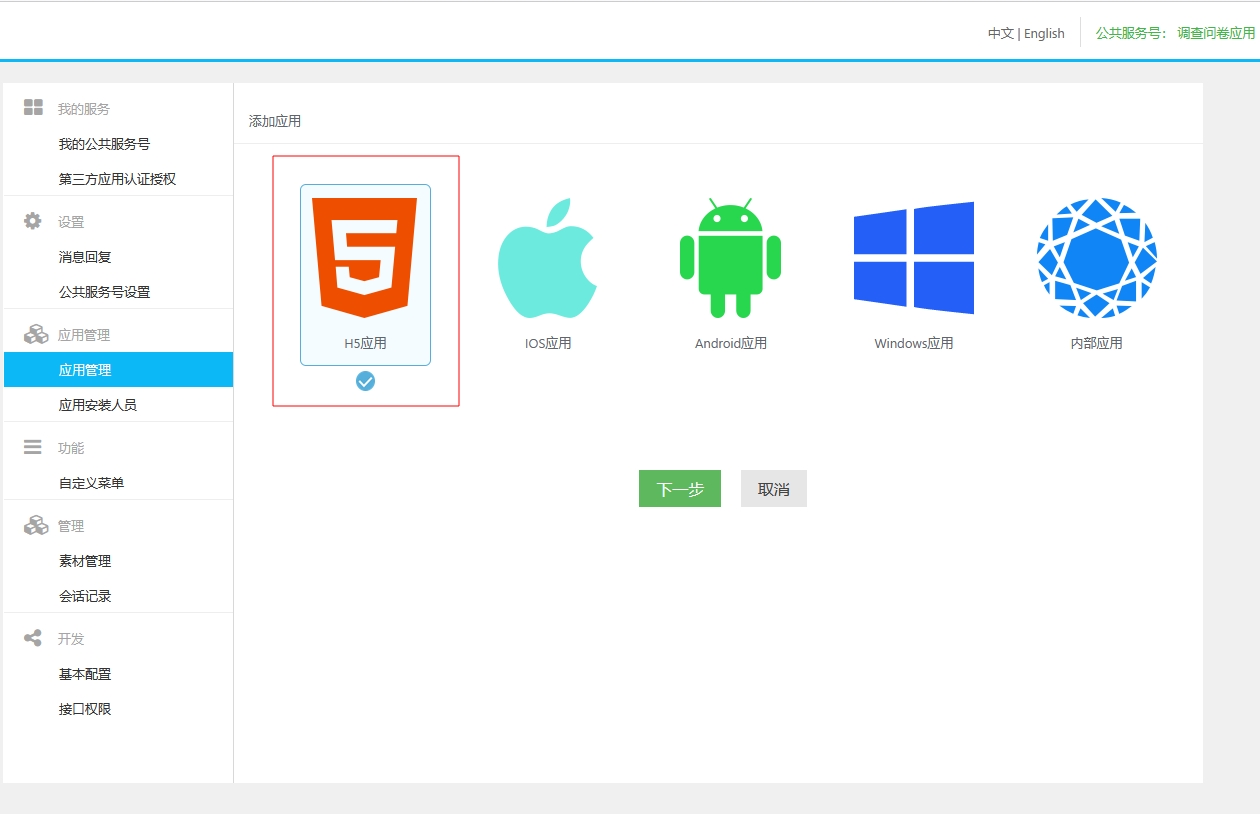 中文 | English
公共服务号： 调查问卷应用
我的服务
我的公共服务号
第三方应用认证授权
设置
消息回复
公共服务号设置
应用管理
应用管理
应用安装人员
功能
自定义菜单
管理
素材管理
会话记录
开发
基本配置
接口权限
添加应用
H5应用
IOS应用
Android应用
Windows应用
内部应用
下一步
取消